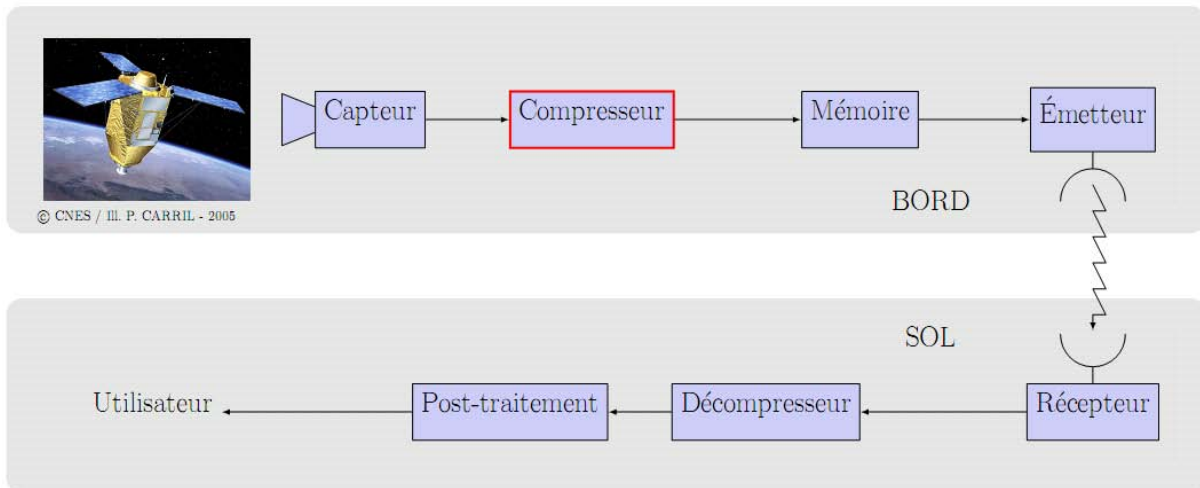 Capteur
Compresseur
Mémoire
Émetteur
© CNES / Ill. P. CARRIL - 2005
BORD
SOL
Utilisateur
Post-traitement
Décompresseur
Récepteur